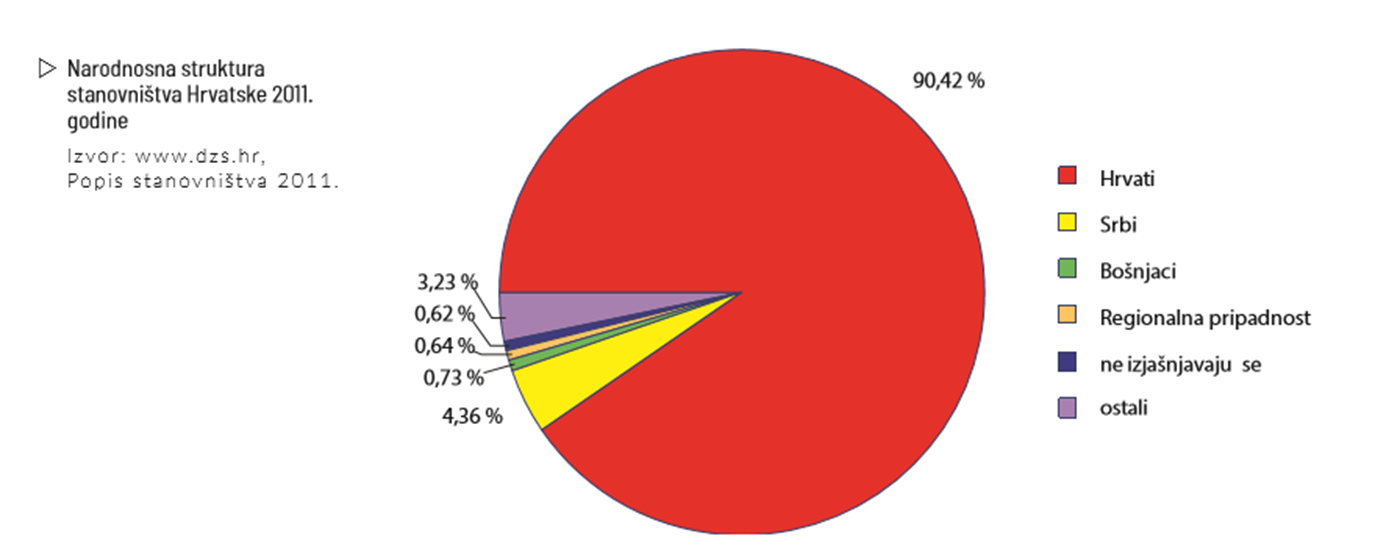 Narodnosna struktura
stanovništva Hrvatske 2011.
godine
Izvor: www.dzs.hr,
Popis stanovništva 2011.
90,42 %
3,23 %
0,62 %
0,64 %
0,73 %
4,36 %
Hrvati
Srbi
Bošnjaci
Regionalna pripadnost
ne izjašnjavaju se
ostali